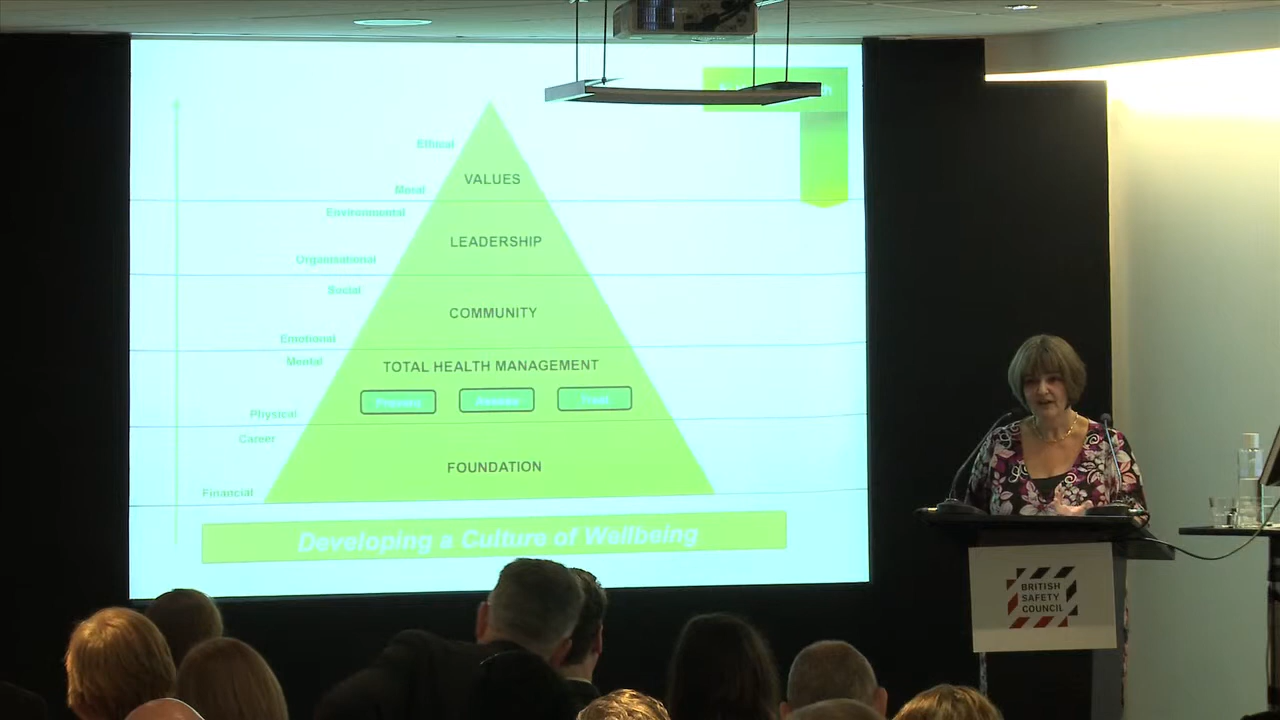 Ethical
VALUES
Moral
Environmental
LEADERSHIP
Organisational
Social
COMMUNITY
Emotional
Mental
TOTAL HEALTH MANAGEMENT
Treat
Physical
Career
FOUNDATION
Financial
Developing a Culture of Wellbeing
BRITISH
SAFETY
COUNCIL